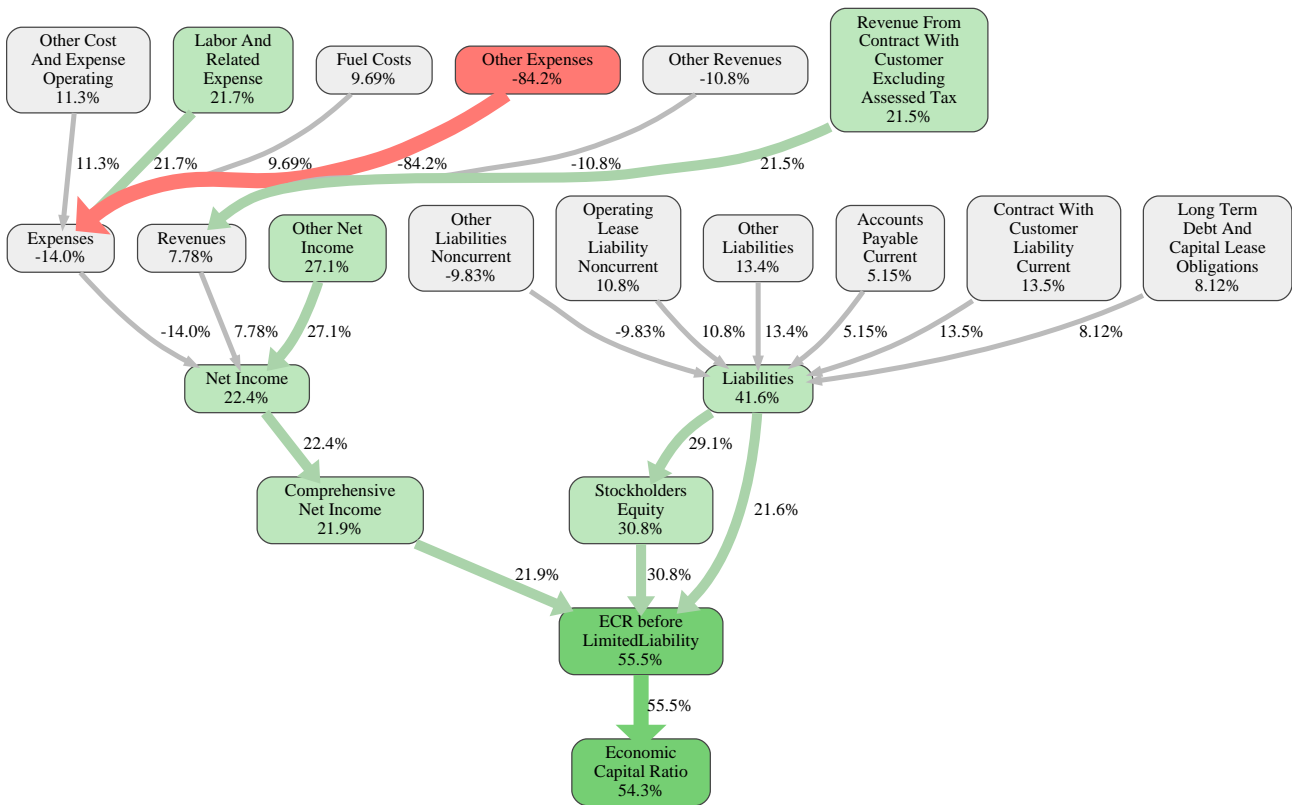 Other Cost
And Expense
Operating
11.3%
Labor And
Related
Expense
21.7%
Fuel Costs
9.69%
Other Expenses
-84.2%
Other Revenues
-10.8%
Revenue From
Contract With
Customer
Excluding
Assessed Tax
21.5%
11.3%
21.7%
9.69%
-84.2%
-10.8%
21.5%
Expenses
-14.0%
Revenues
7.78%
Other Net
Income
27.1%
Other
Liabilities
Noncurrent
-9.83%
Operating
Lease
Liability
Noncurrent
10.8%
Other
Liabilities
13.4%
Accounts
Payable
Current
5.15%
Contract With
Customer
Liability
Current
13.5%
Long Term
Debt And
Capital Lease
Obligations
8.12%
-14.0%
7.78%
27.1%
-9.83%
10.8%
13.4%
5.15%
13.5%
8.12%
Net Income
22.4%
Liabilities
41.6%
22.4%
29.1%
21.6%
Comprehensive
Net Income
21.9%
Stockholders
Equity
30.8%
21.9%
30.8%
ECR before
LimitedLiability
55.5%
55.5%
Economic
Capital Ratio
54.3%